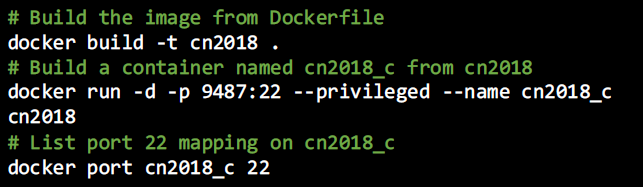 # Build the image from Dockerfile
docker build -t cn2018 .
# Build a container named cn2018_c from cn2018
docker run -d -p 9487:22 --privileged --name cn2018_c
cn2018
# List port 22 mapping on cn2018_c
docker port cn2018_c 22